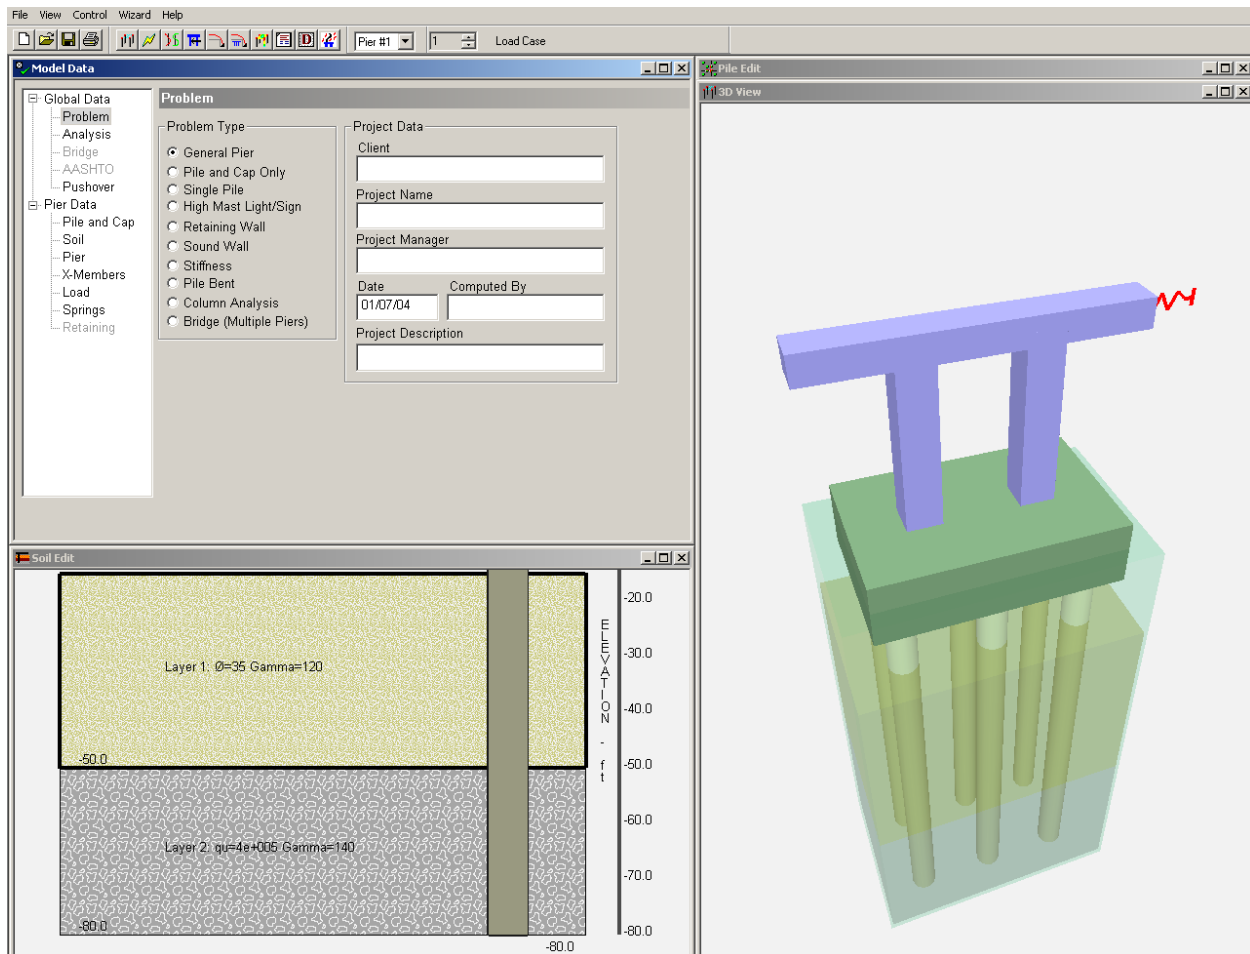 File View Control Wizard Help
Pier #1 1 Load Case
Model Data
Global Data
Problem
Analysis
Bridge
AASHTO
Pushover
Pier Data
Pile and Cap
Soil
Pier
X-Members
Load
Springs
Retaining
Problem
Problem Type
General Pier
Pile and Cap Only
Single Pile
High Mast Light/Sign
Retaining Wall
Sound Wall
Stiffness
Pile Bent
Column Analysis
Bridge (Multiple Piers)
Project Data
Client
Project Name
Project Manager
Date Computed By
01/07/04
Project Description
Soil Edit
Layer 1: Ø=35 Gamma=120
-50.0
Layer 2: qu=4e+005 Gamma=140
-80.0
-80.0
ELEVATION - ft
-20.0
-30.0
-40.0
-50.0
-60.0
-70.0
-80.0
Pile Edit
3D View